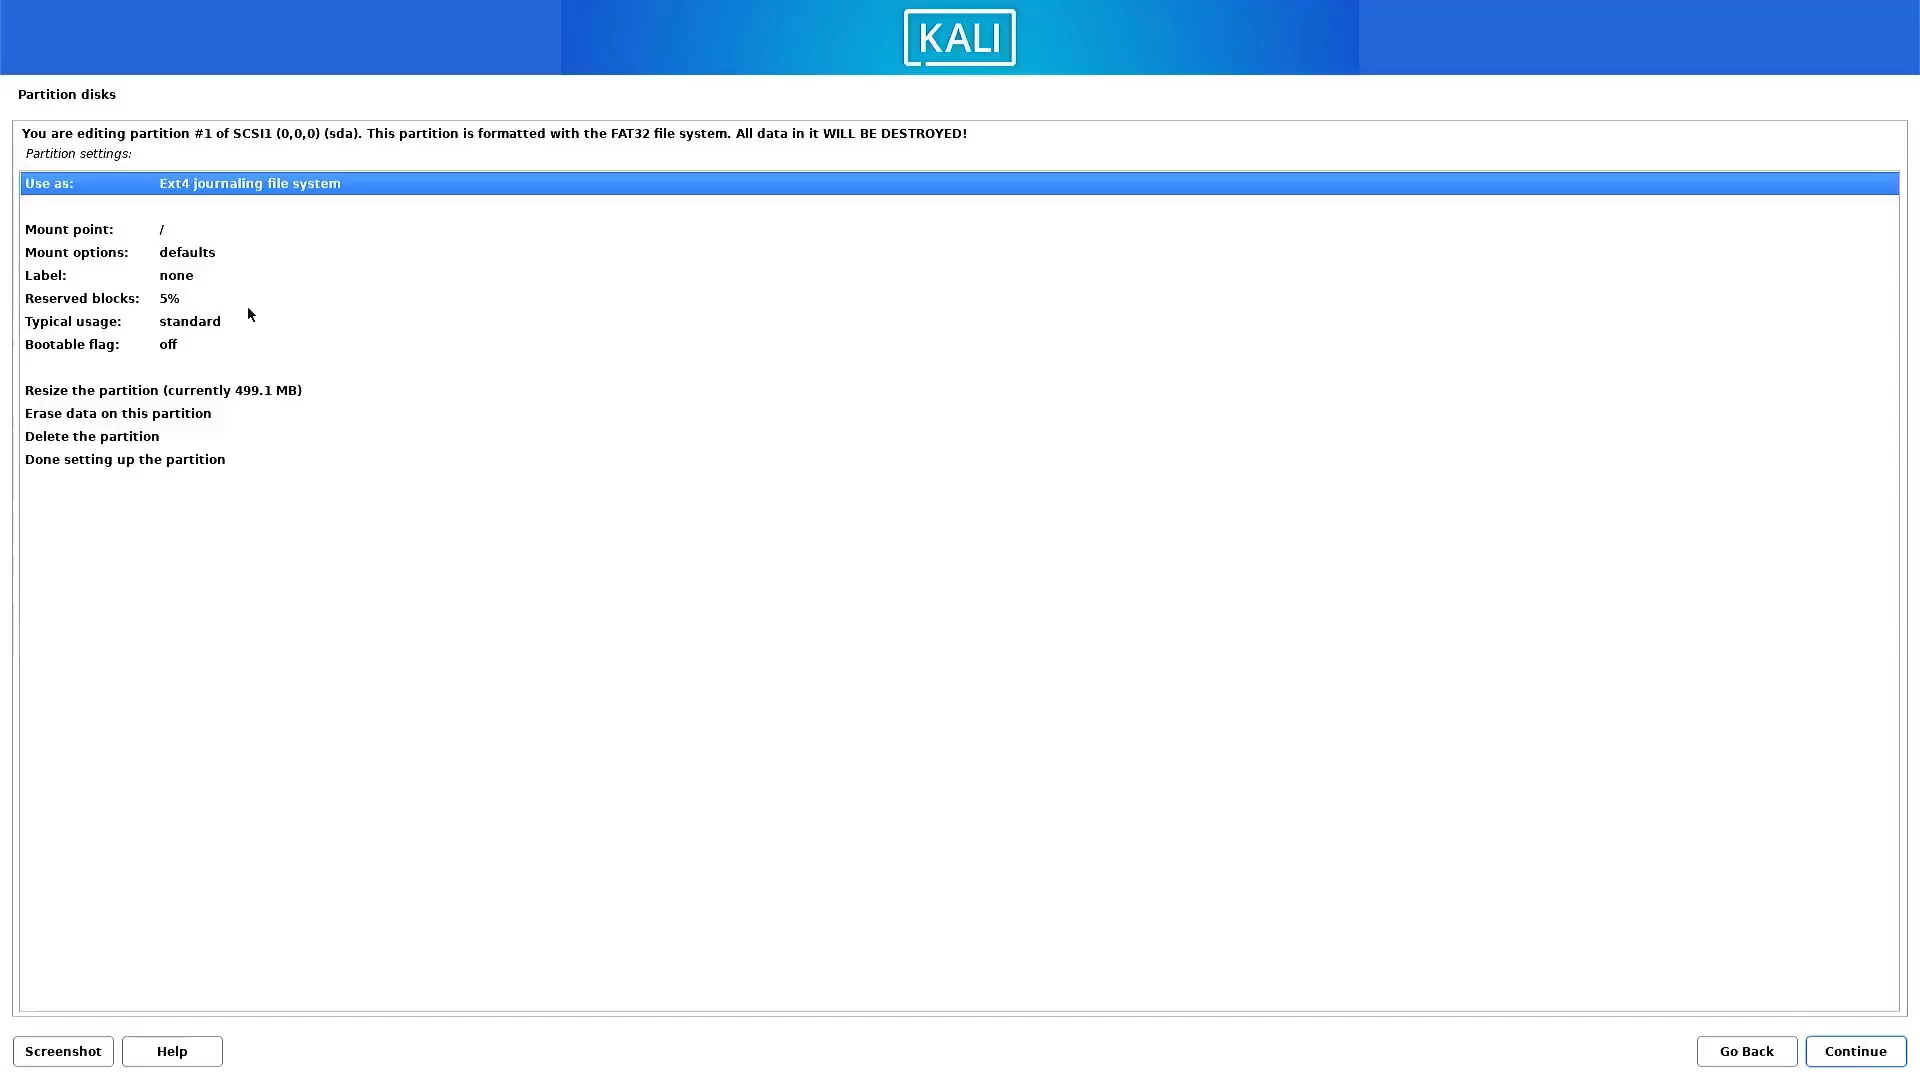 KALI
Partition disks
You are editing partition #1 of SCSI1 (0,0,0) (sda). This partition is formatted with the FAT32 file system. All data in it WILL BE DESTROYED!
Partition settings:
Use as: Ext4 journaling file system
Mount point: /
Mount options: defaults
Label: none
Reserved blocks: 5%
Typical usage: standard
Bootable flag: off
Resize the partition (currently 499.1 MB)
Erase data on this partition
Delete the partition
Done setting up the partition
Screenshot Help Go Back Continue